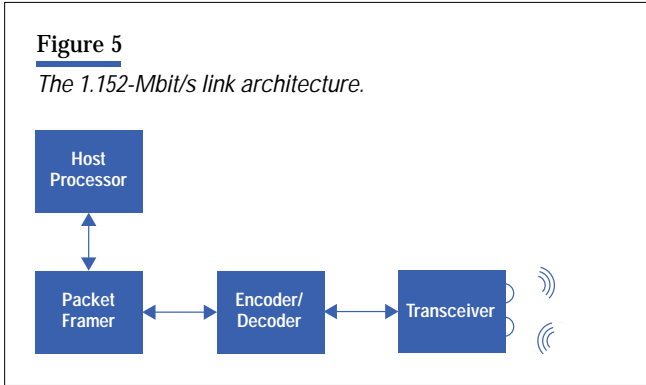 Figure 5
The 1.152-Mbit/s link architecture.
Host
Processor
Packet
Framer
Encoder/
Decoder
Transceiver